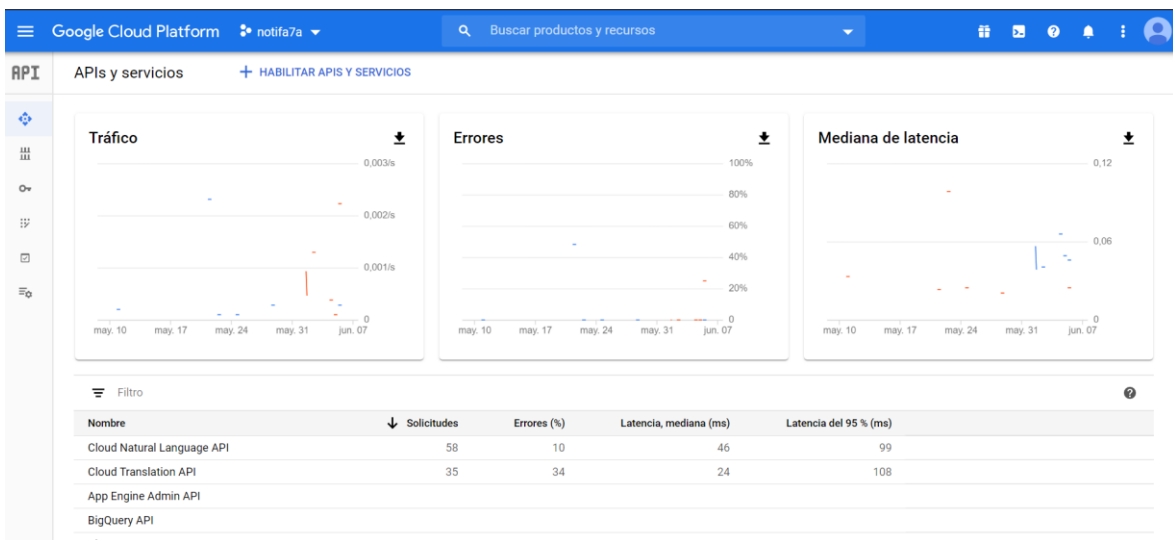 Google Cloud Platform notifa7a Buscar productos y recursos
API APIs y servicios HABILITAR APIS Y SERVICIOS
Tráfico
0,003/s
0,002/s
0,001/s
0
may. 10 may. 17 may. 24 may. 31 jun. 07
Errores
100%
80%
60%
40%
20%
0
may. 10 may. 17 may. 24 may. 31 jun. 07
Mediana de latencia
0,12
0,06
0
may. 10 may. 17 may. 24 may. 31 jun. 07
Filtro
Nombre Solicitudes Errores (%) Latencia, mediana (ms) Latencia del 95 % (ms)
Cloud Natural Language API 58 10 46 99
Cloud Translation API 35 34 24 108
App Engine Admin API
BigQuery API